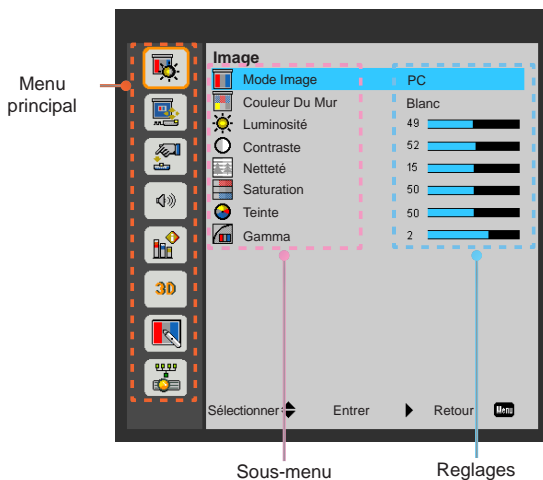 Image
Menu principal
Mode Image PC
Couleur Du Mur Blanc
Luminosité 49
Contraste 52
Netteté 15
Saturation 50
Teinte 50
Gamma 2
3D
Sélectionner Entrer Retour Menu
Sous-menu Reglages